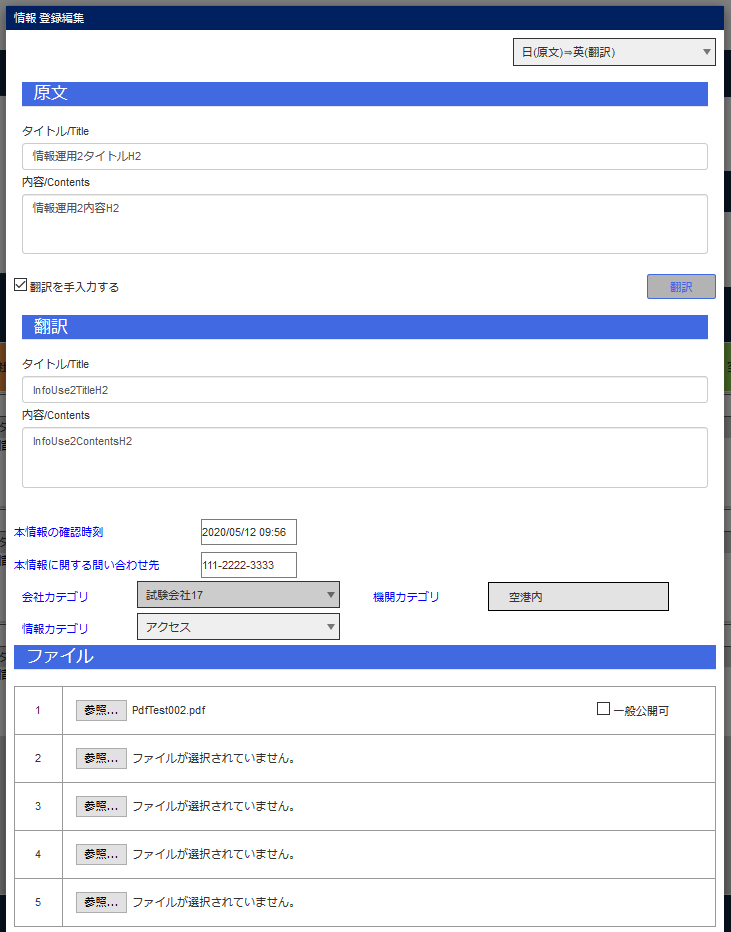 情報 登録編集
日(原文)⇒英(翻訳)
原文
タイトル/Title
情報運用2タイトルH2
内容/Contents
情報運用2内容H2
翻訳を手入力する
翻訳
翻訳
タイトル/Title
InfoUse2TitleH2
内容/Contents
InfoUse2ContentsH2
本情報の確認時刻
2020/05/12 09:56
本情報に関する問い合わせ先
111-2222-3333
会社カテゴリ 試験会社17 機関カテゴリ 空港内
情報カテゴリ アクセス
ファイル
1 参照... PdfTest002.pdf 一般公開可
2 参照... ファイルが選択されていません。
3 参照... ファイルが選択されていません。
4 参照... ファイルが選択されていません。
5 参照... ファイルが選択されていません。